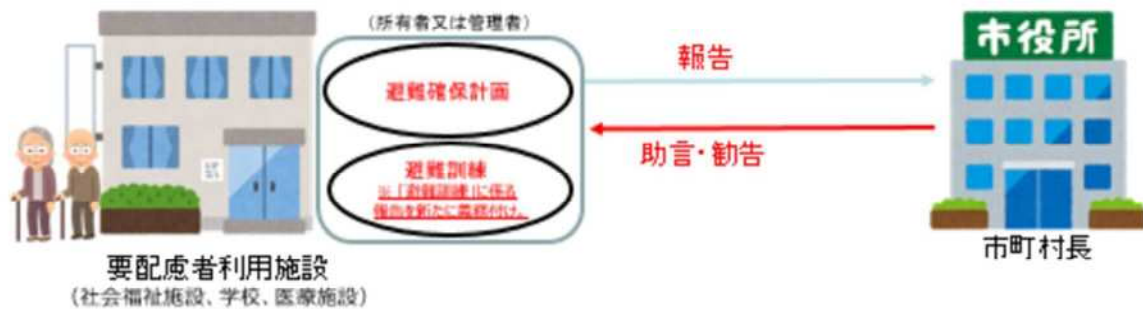 (所有者又は管理者)
市役所
避難確保計画
報告
助言・勧告
避難訓練
※「避難訓練」に係る
報告を新たに義務付け。
要配慮者利用施設
(社会福祉施設、学校、医療施設)
市町村長